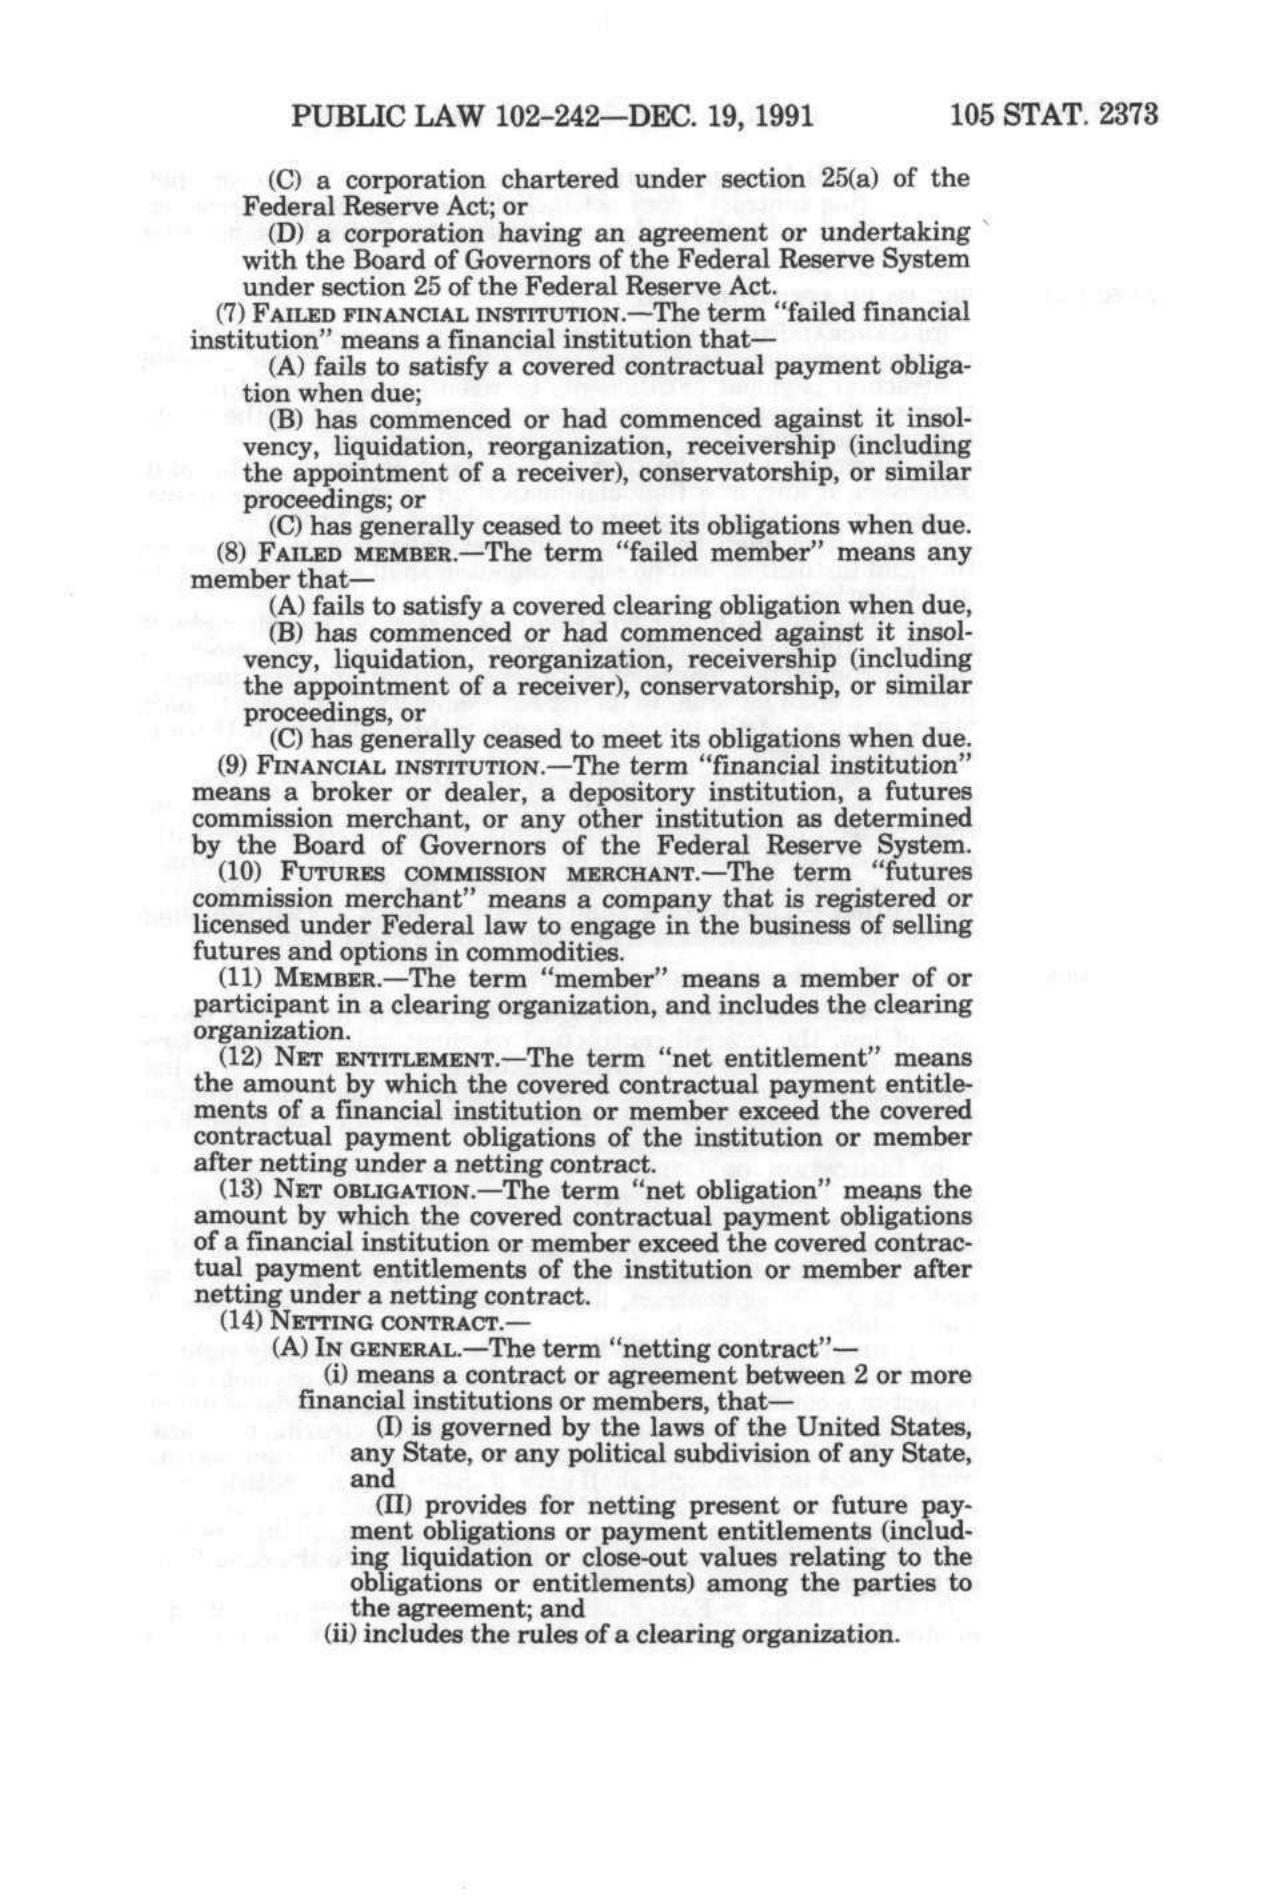 PUBLIC LAW 102–242—DEC. 19, 1991 105 STAT. 2373
(C) a corporation chartered under section 25(a) of the
Federal Reserve Act; or
(D) a corporation having an agreement or undertaking
with the Board of Governors of the Federal Reserve System
under section 25 of the Federal Reserve Act.
(7) FAILED FINANCIAL INSTITUTION.—The term “failed financial
institution” means a financial institution that—
(A) fails to satisfy a covered contractual payment obliga-
tion when due;
(B) has commenced or had commenced against it insol-
vency, liquidation, reorganization, receivership (including
the appointment of a receiver), conservatorship, or similar
proceedings; or
(C) has generally ceased to meet its obligations when due.
(8) FAILED MEMBER.—The term “failed member” means any
member that—
(A) fails to satisfy a covered clearing obligation when due,
(B) has commenced or had commenced against it insol-
vency, liquidation, reorganization, receivership (including
the appointment of a receiver), conservatorship, or similar
proceedings, or
(C) has generally ceased to meet its obligations when due.
(9) FINANCIAL INSTITUTION.—The term “financial institution”
means a broker or dealer, a depository institution, a futures
commission merchant, or any other institution as determined
by the Board of Governors of the Federal Reserve System.
(10) FUTURES COMMISSION MERCHANT.—The term “futures
commission merchant” means a company that is registered or
licensed under Federal law to engage in the business of selling
futures and options in commodities.
(11) MEMBER.—The term “member” means a member of or
participant in a clearing organization, and includes the clearing
organization.
(12) NET ENTITLEMENT.—The term “net entitlement” means
the amount by which the covered contractual payment entitle-
ments of a financial institution or member exceed the covered
contractual payment obligations of the institution or member
after netting under a netting contract.
(13) NET OBLIGATION.—The term “net obligation” means the
amount by which the covered contractual payment obligations
of a financial institution or member exceed the covered contrac-
tual payment entitlements of the institution or member after
netting under a netting contract.
(14) NETTING CONTRACT.—
(A) IN GENERAL.—The term “netting contract”—
(i) means a contract or agreement between 2 or more
financial institutions or members, that—
(I) is governed by the laws of the United States,
any State, or any political subdivision of any State,
and
(II) provides for netting present or future pay-
ment obligations or payment entitlements (includ-
ing liquidation or close-out values relating to the
obligations or entitlements) among the parties to
the agreement; and
(ii) includes the rules of a clearing organization.